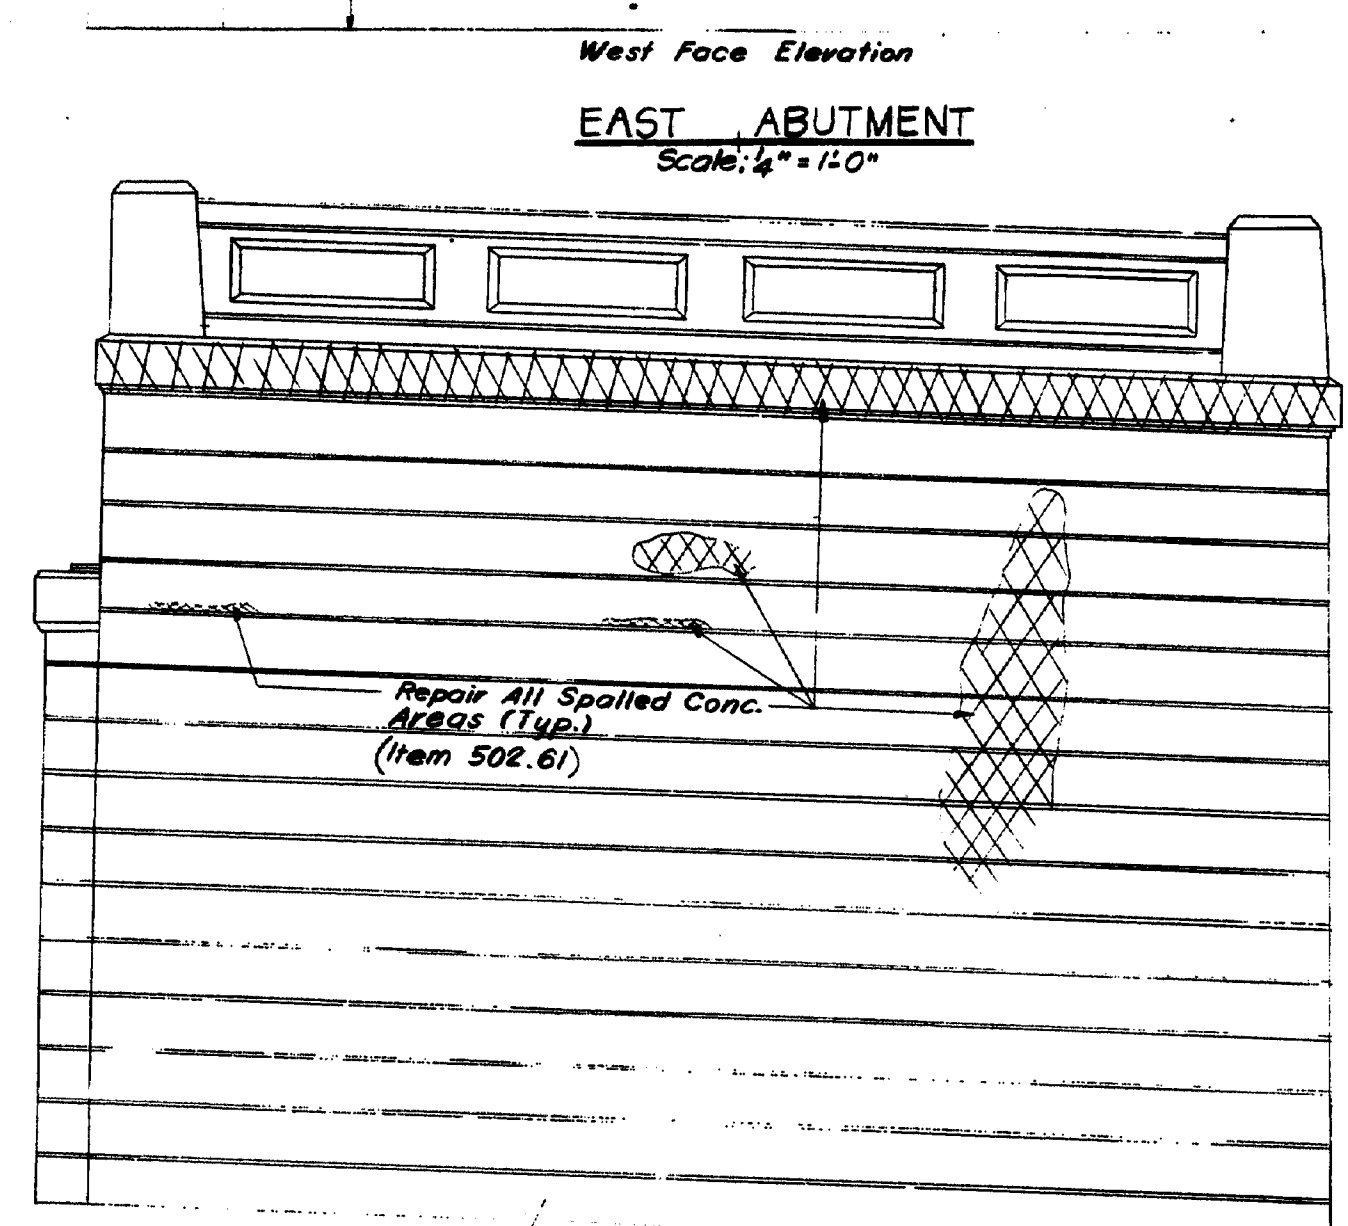 West Face Elevation
EAST ABUTMENT
Scale: 1/4" = 1'-0"
Repair All Spalled Conc.
Areas (Typ.)
(Item 502.61)